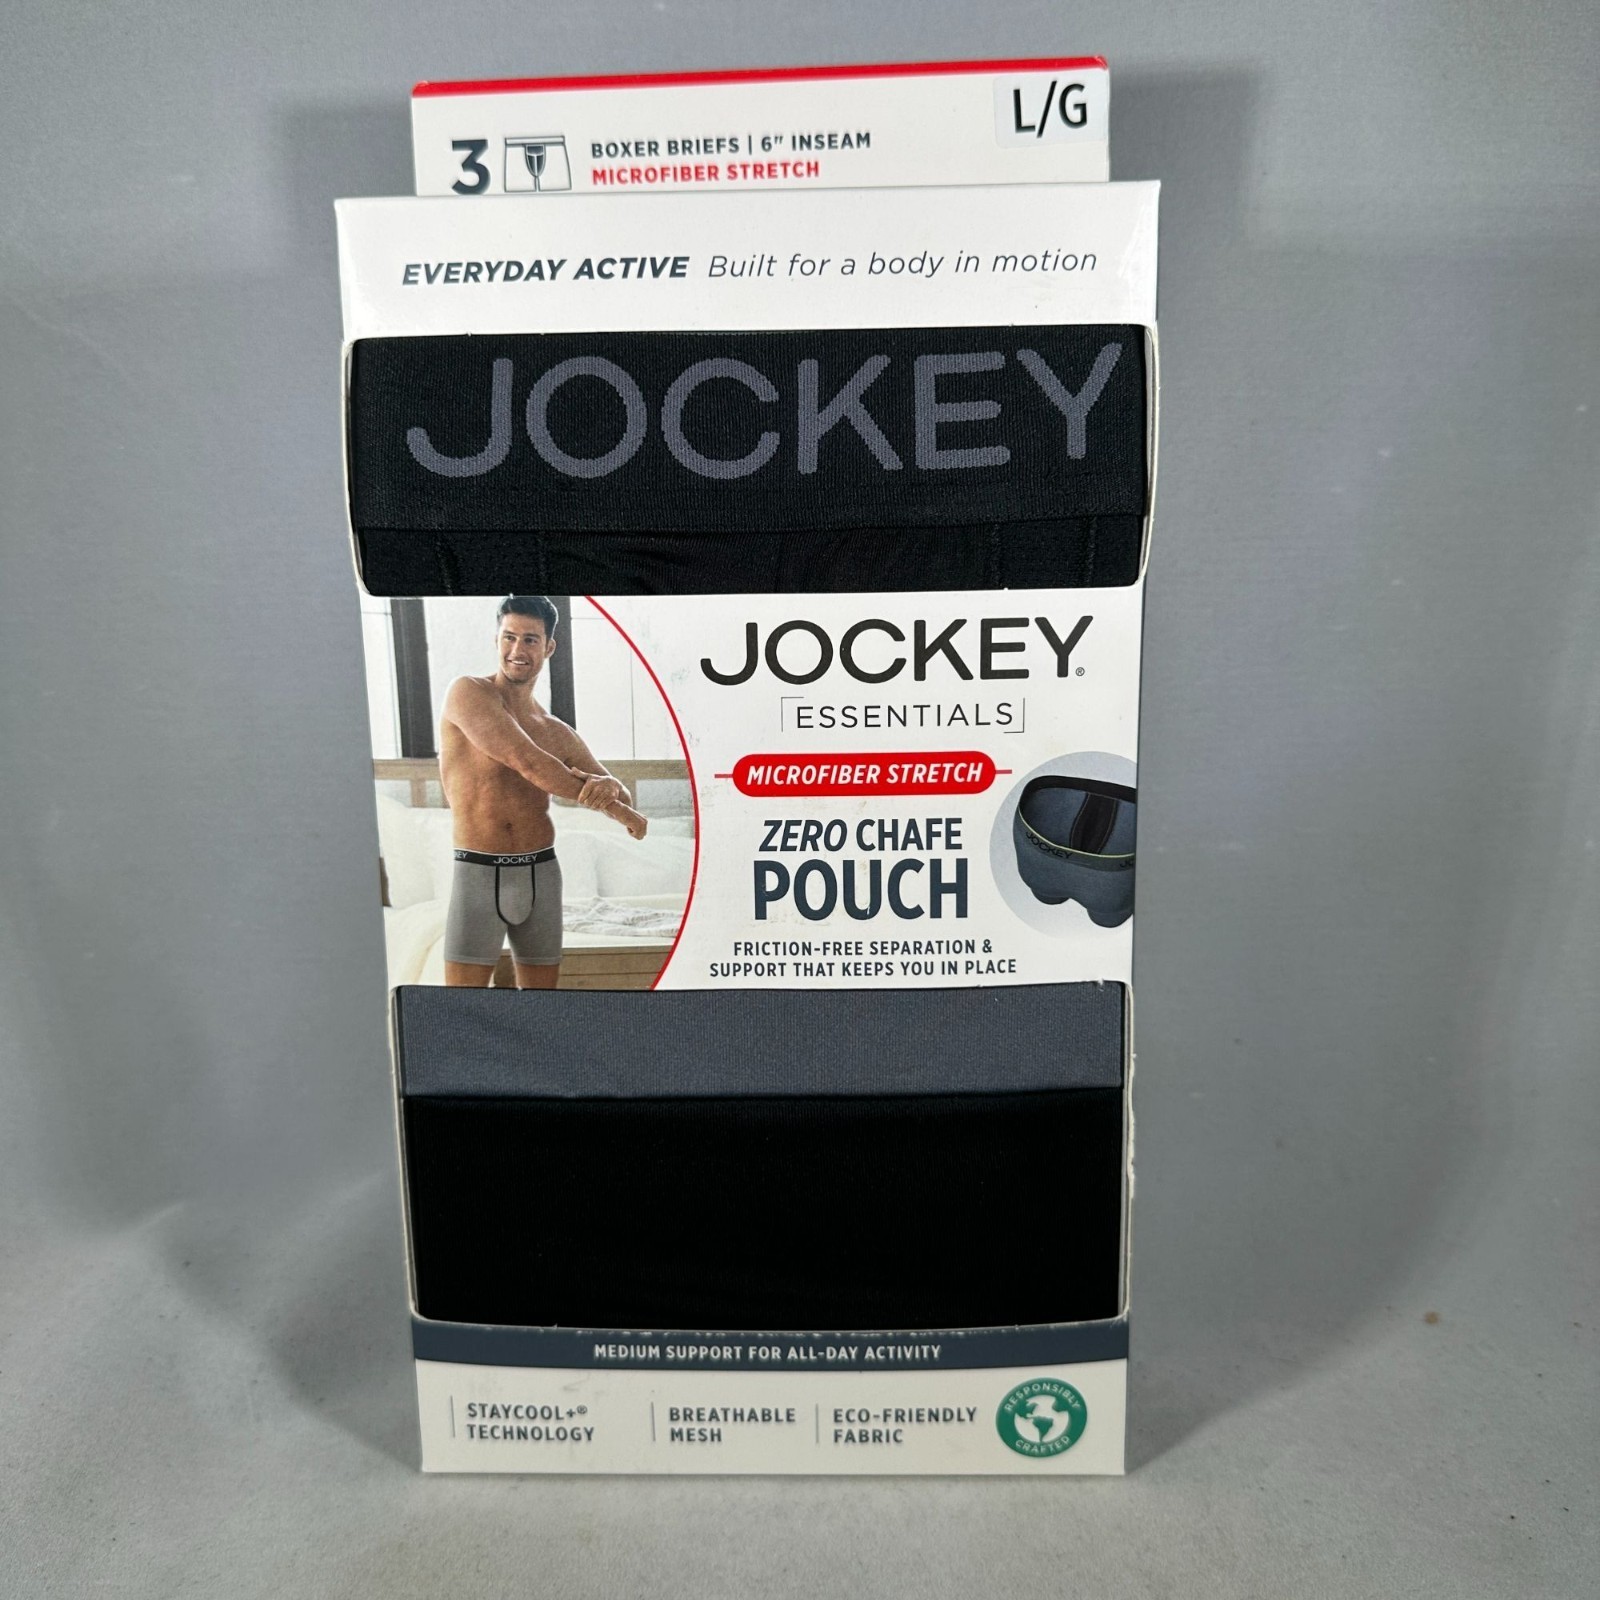 L/G
3
BOXER BRIEFS | 6" INSEAM
MICROFIBER STRETCH
EVERYDAY ACTIVE Built for a body in motion
JOCKEY
JOCKEY®
ESSENTIALS
MICROFIBER STRETCH
ZERO CHAFE
POUCH
FRICTION-FREE SEPARATION &
SUPPORT THAT KEEPS YOU IN PLACE
JOCKEY
JOCKEY
MEDIUM SUPPORT FOR ALL-DAY ACTIVITY
STAYCOOL+®
TECHNOLOGY
BREATHABLE
MESH
ECO-FRIENDLY
FABRIC
RESPONSIBLY
CRAFTED